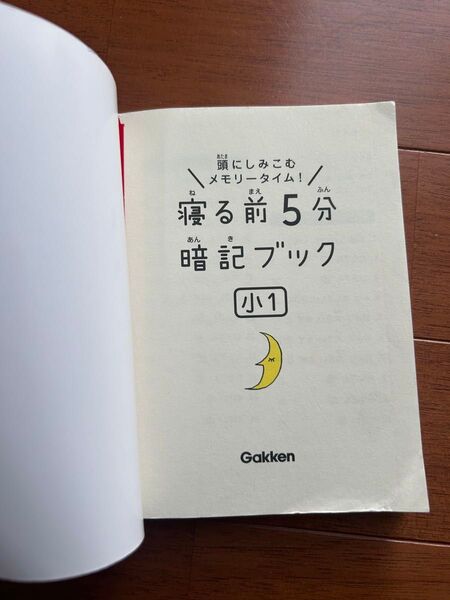 頭にしみこむ
メモリータイム!
寝る前5分
暗記ブック
小1
Gakken